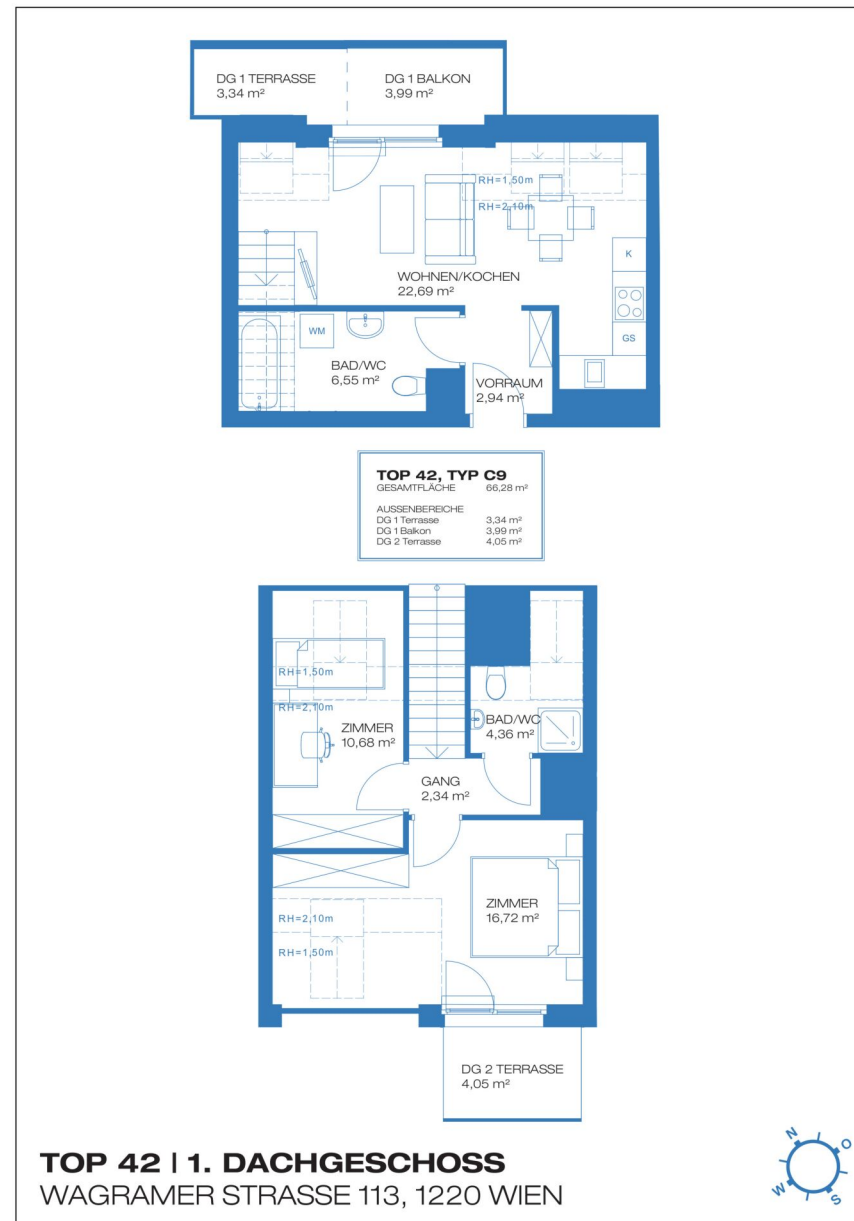 DG 1 TERRASSE
3,34 m²
DG 1 BALKON
3,99 m²
RH=1,50m
RH=2,10m
WOHNEN/KOCHEN
22,69 m²
K
GS
WM
BAD/WC
6,55 m²
VORRAUM
2,94 m²
TOP 42, TYP C9
GESAMTFLÄCHE 66,28 m²
AUSSENBEREICHE
DG 1 Terrasse 3,34 m²
DG 1 Balkon 3,99 m²
DG 2 Terrasse 4,05 m²
RH=1,50m
RH=2,10m
ZIMMER
10,68 m²
BAD/WC
4,36 m²
GANG
2,34 m²
ZIMMER
16,72 m²
RH=2,10m
RH=1,50m
DG 2 TERRASSE
4,05 m²
TOP 42 | 1. DACHGESCHOSS
WAGRAMER STRASSE 113, 1220 WIEN
N
O
W
S